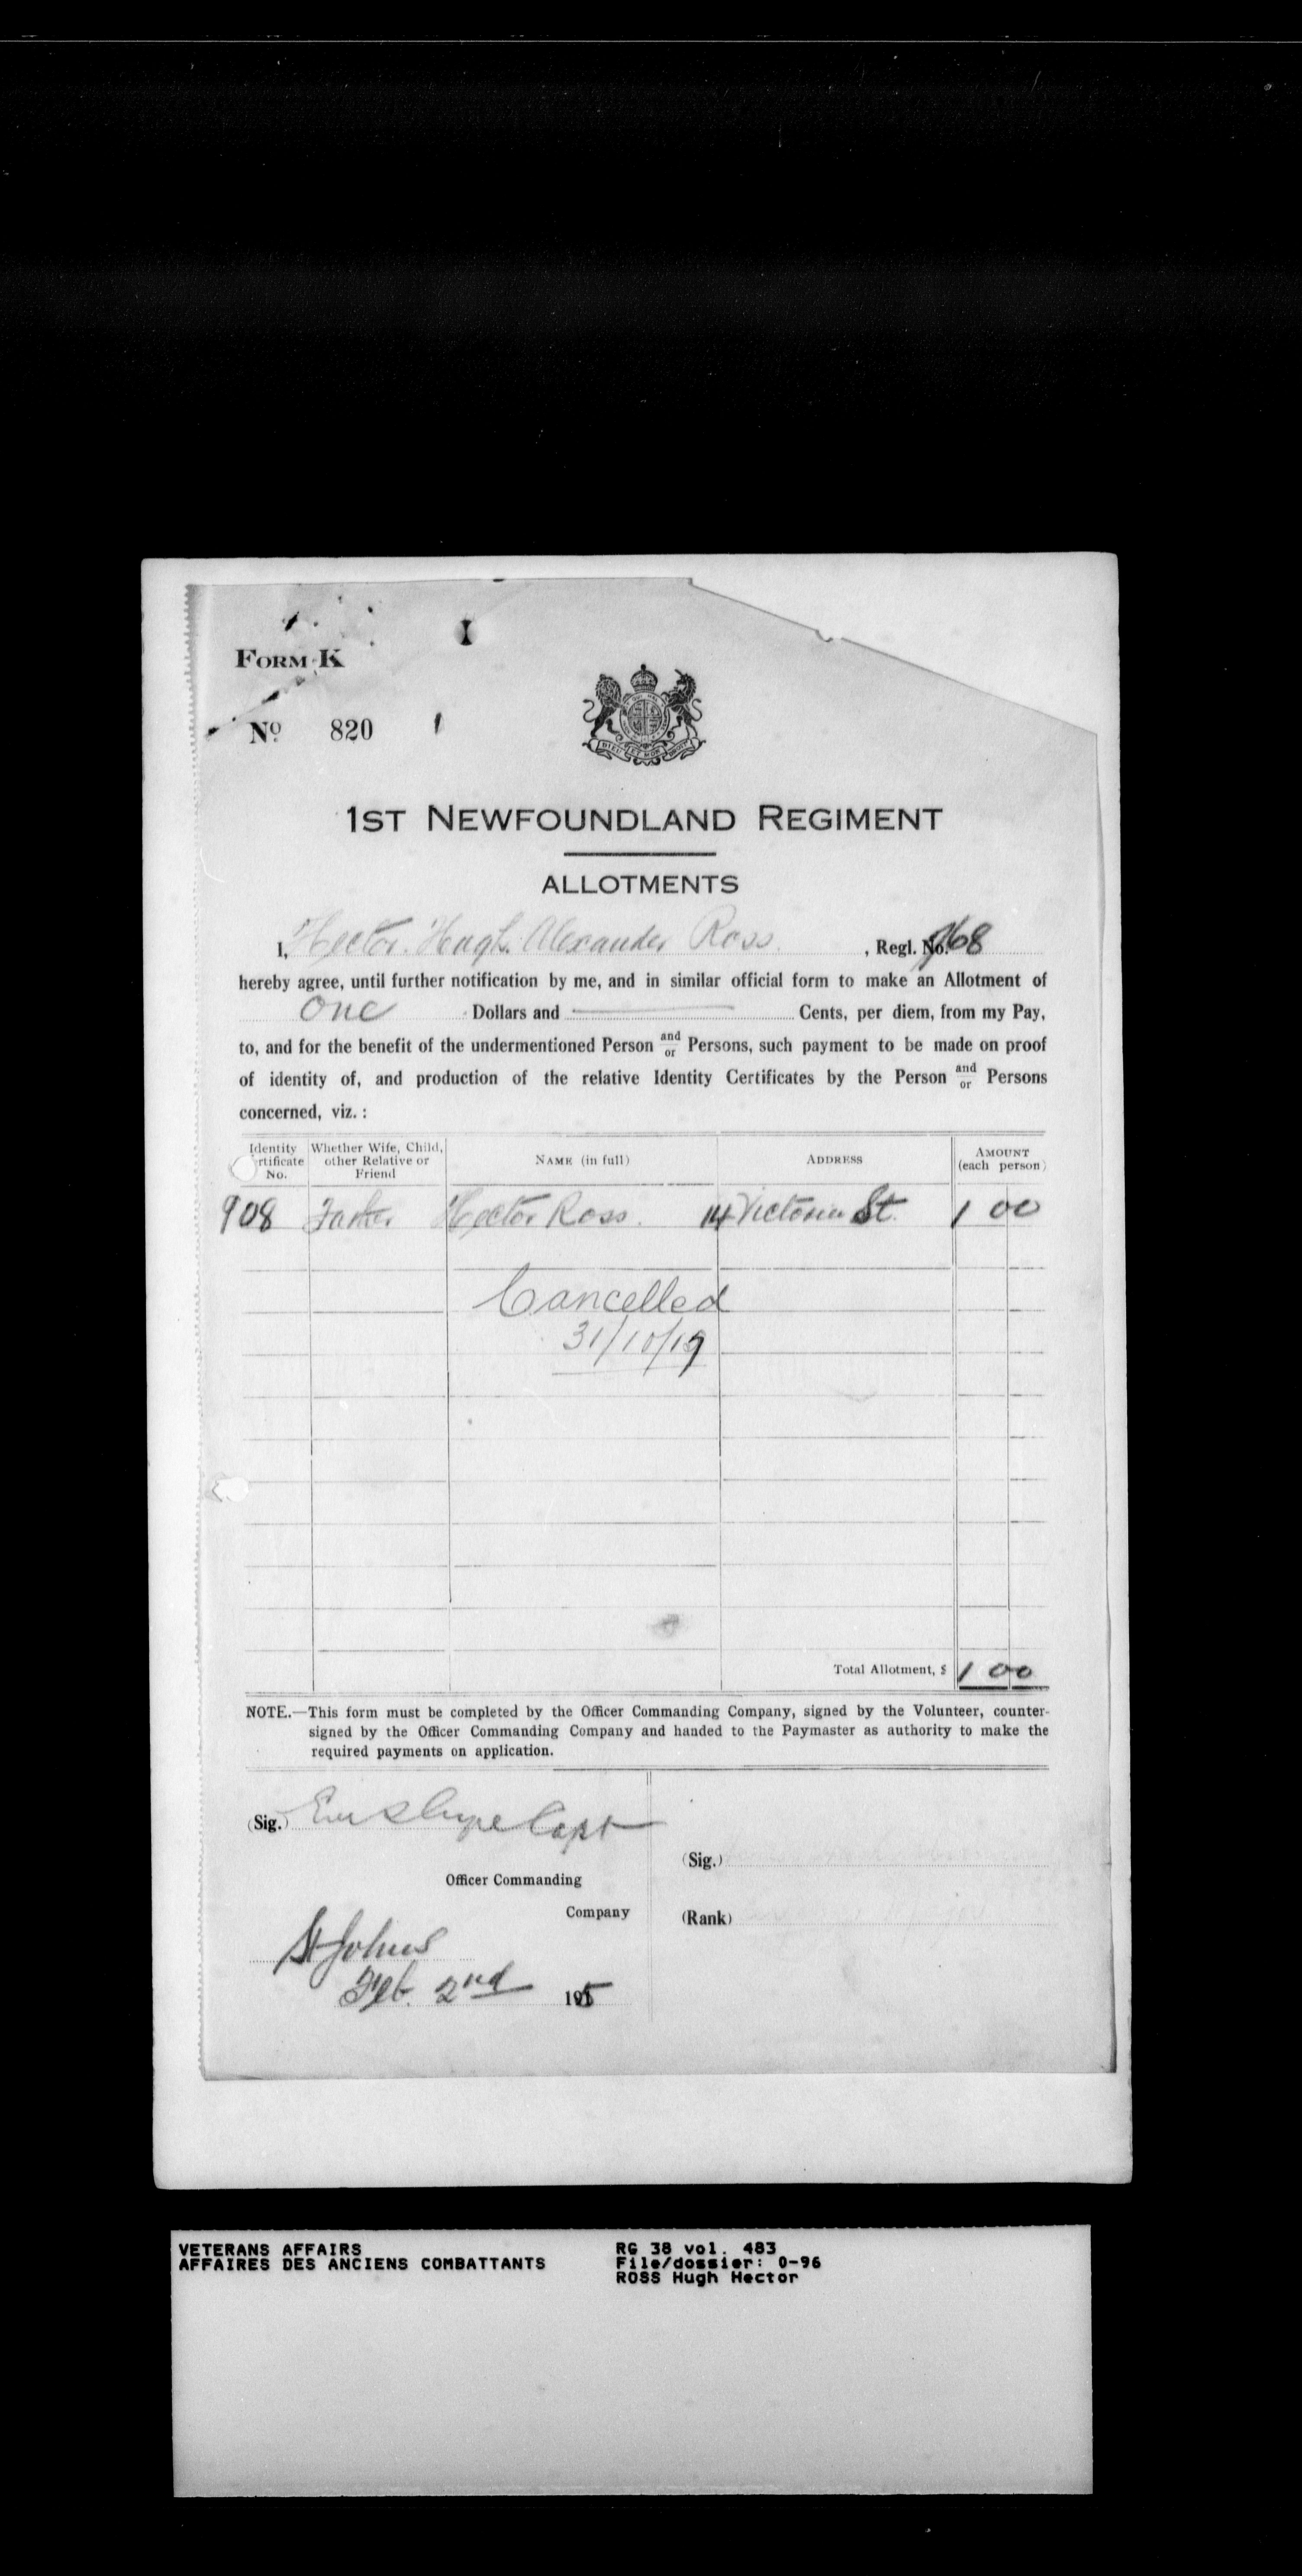 FORM K
No 820
1ST NEWFOUNDLAND REGIMENT
ALLOTMENTS
I, Hector Hugh Alexander Ross , Regl. No. 968
hereby agree, until further notification by me, and in similar official form to make an Allotment of
One Dollars and — Cents, per diem, from my Pay,
to, and for the benefit of the undermentioned Person and/or Persons, such payment to be made on proof
of identity of, and production of the relative Identity Certificates by the Person and/or Persons
concerned, viz. :
Identity rtificate No. Whether Wife, Child, other Relative or Friend NAME (in full) ADDRESS AMOUNT (each person)
908 Father Hector Ross. 14 Victoria St. 1 00
Cancelled
31/10/19
Total Allotment, $ 1 00
NOTE.—This form must be completed by the Officer Commanding Company, signed by the Volunteer, counter-
signed by the Officer Commanding Company and handed to the Paymaster as authority to make the
required payments on application.
(Sig.) Capt
(Sig.)
Officer Commanding
Company
(Rank)
St Johns
Feb. 2nd 1915
VETERANS AFFAIRS RG 38 vol. 483
AFFAIRES DES ANCIENS COMBATTANTS File/dossier: 0-96
ROSS Hugh Hector